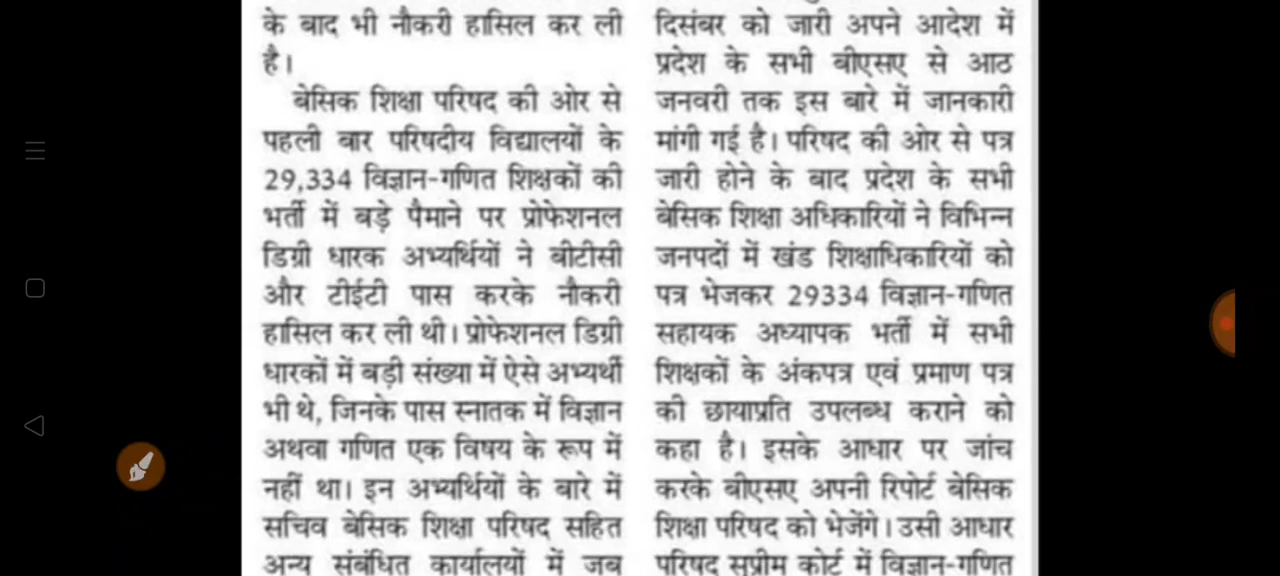 के बाद भी नौकरी हासिल कर ली
है।
बेसिक शिक्षा परिषद की ओर से
पहली बार परिषदीय विद्यालयों के
29,334 विज्ञान-गणित शिक्षकों की
भर्ती में बड़े पैमाने पर प्रोफेशनल
डिग्री धारक अभ्यर्थियों ने बीटीसी
और टीईटी पास करके नौकरी
हासिल कर ली थी। प्रोफेशनल डिग्री
धारकों में बड़ी संख्या में ऐसे अभ्यर्थी
भी थे, जिनके पास स्नातक में विज्ञान
अथवा गणित एक विषय के रूप में
नहीं था। इन अभ्यर्थियों के बारे में
सचिव बेसिक शिक्षा परिषद सहित
अन्य संबंधित कार्यालयों में जब
दिसंबर को जारी अपने आदेश में
प्रदेश के सभी बीएसए से आठ
जनवरी तक इस बारे में जानकारी
मांगी गई है। परिषद की ओर से पत्र
जारी होने के बाद प्रदेश के सभी
बेसिक शिक्षा अधिकारियों ने विभिन्न
जनपदों में खंड शिक्षाधिकारियों को
पत्र भेजकर 29334 विज्ञान-गणित
सहायक अध्यापक भर्ती में सभी
शिक्षकों के अंकपत्र एवं प्रमाण पत्र
की छायाप्रति उपलब्ध कराने को
कहा है। इसके आधार पर जांच
करके बीएसए अपनी रिपोर्ट बेसिक
शिक्षा परिषद को भेजेंगे। उसी आधार
परिषद सुप्रीम कोर्ट में विज्ञान-गणित